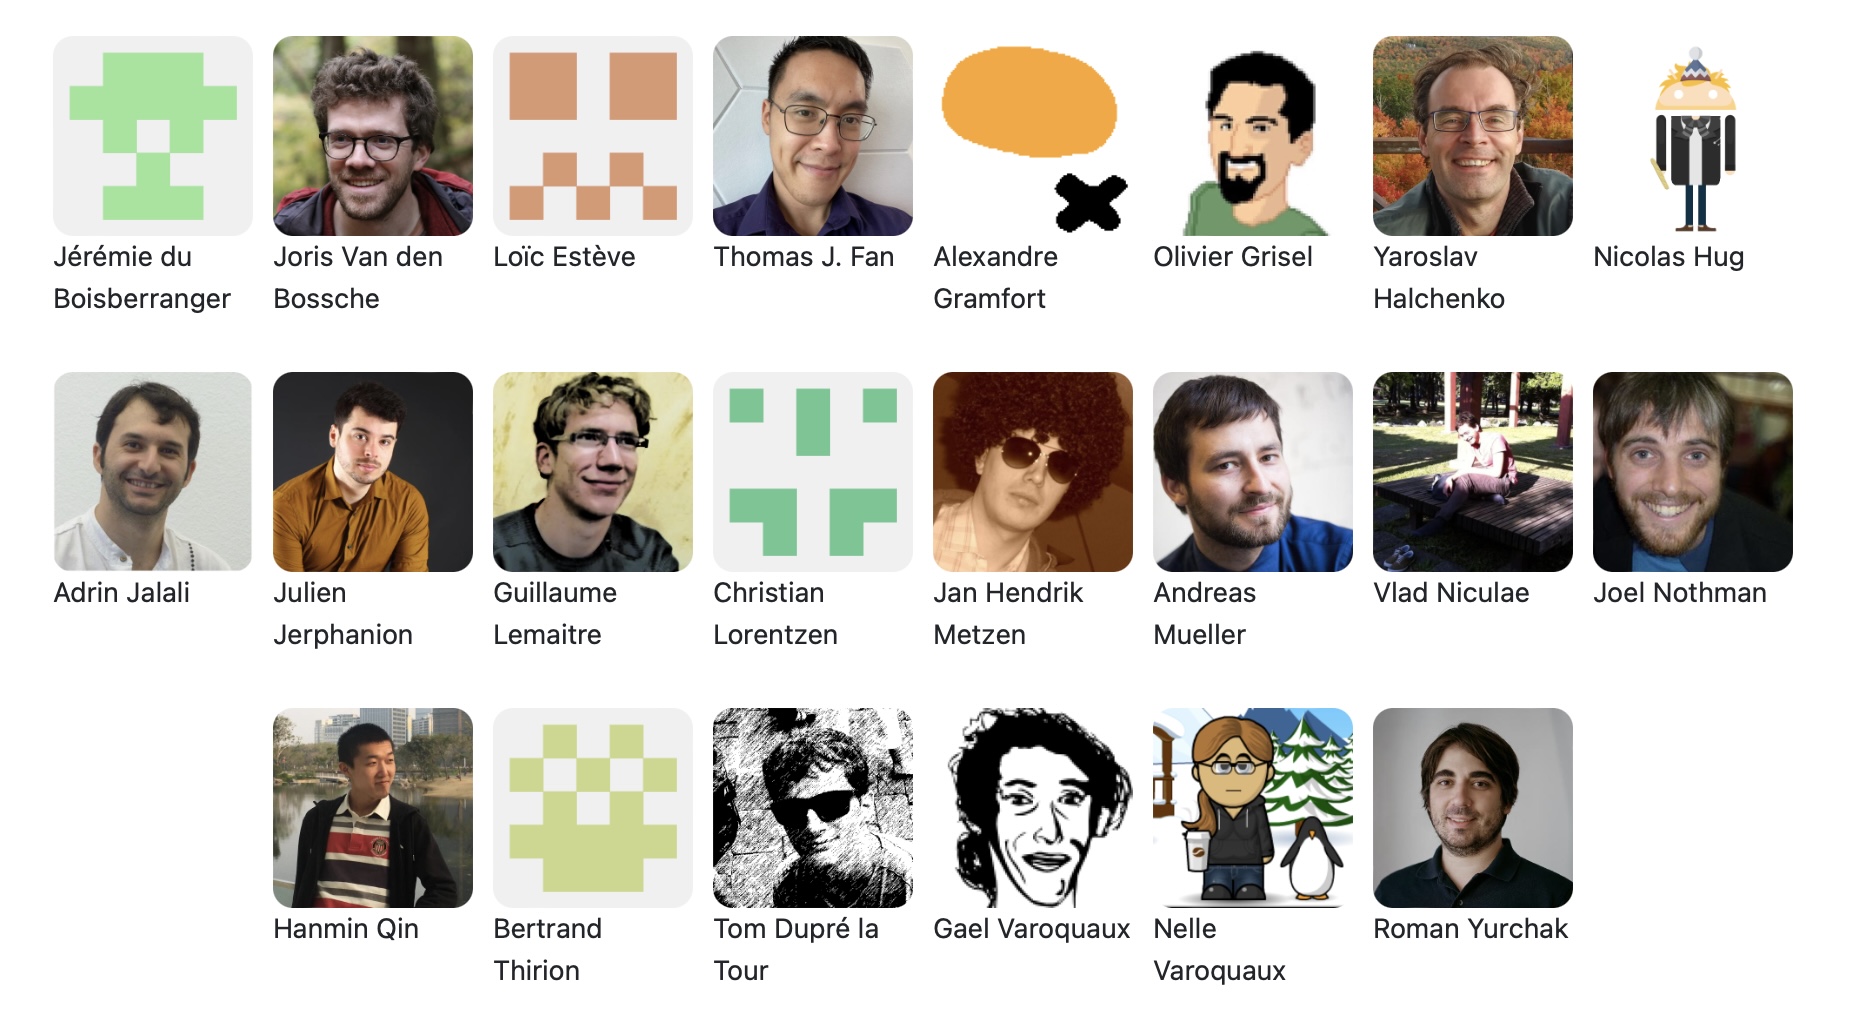 Jérémie du
Boisberranger
Joris Van den
Bossche
Loïc Estève
Thomas J. Fan
Alexandre
Gramfort
Olivier Grisel
Yaroslav
Halchenko
Nicolas Hug
Adrin Jalali
Julien
Jerphanion
Guillaume
Lemaitre
Christian
Lorentzen
Jan Hendrik
Metzen
Andreas
Mueller
Vlad Niculae
Joel Nothman
Hanmin Qin
Bertrand
Thirion
Tom Dupré la
Tour
Gael Varoquaux
Nelle
Varoquaux
Roman Yurchak